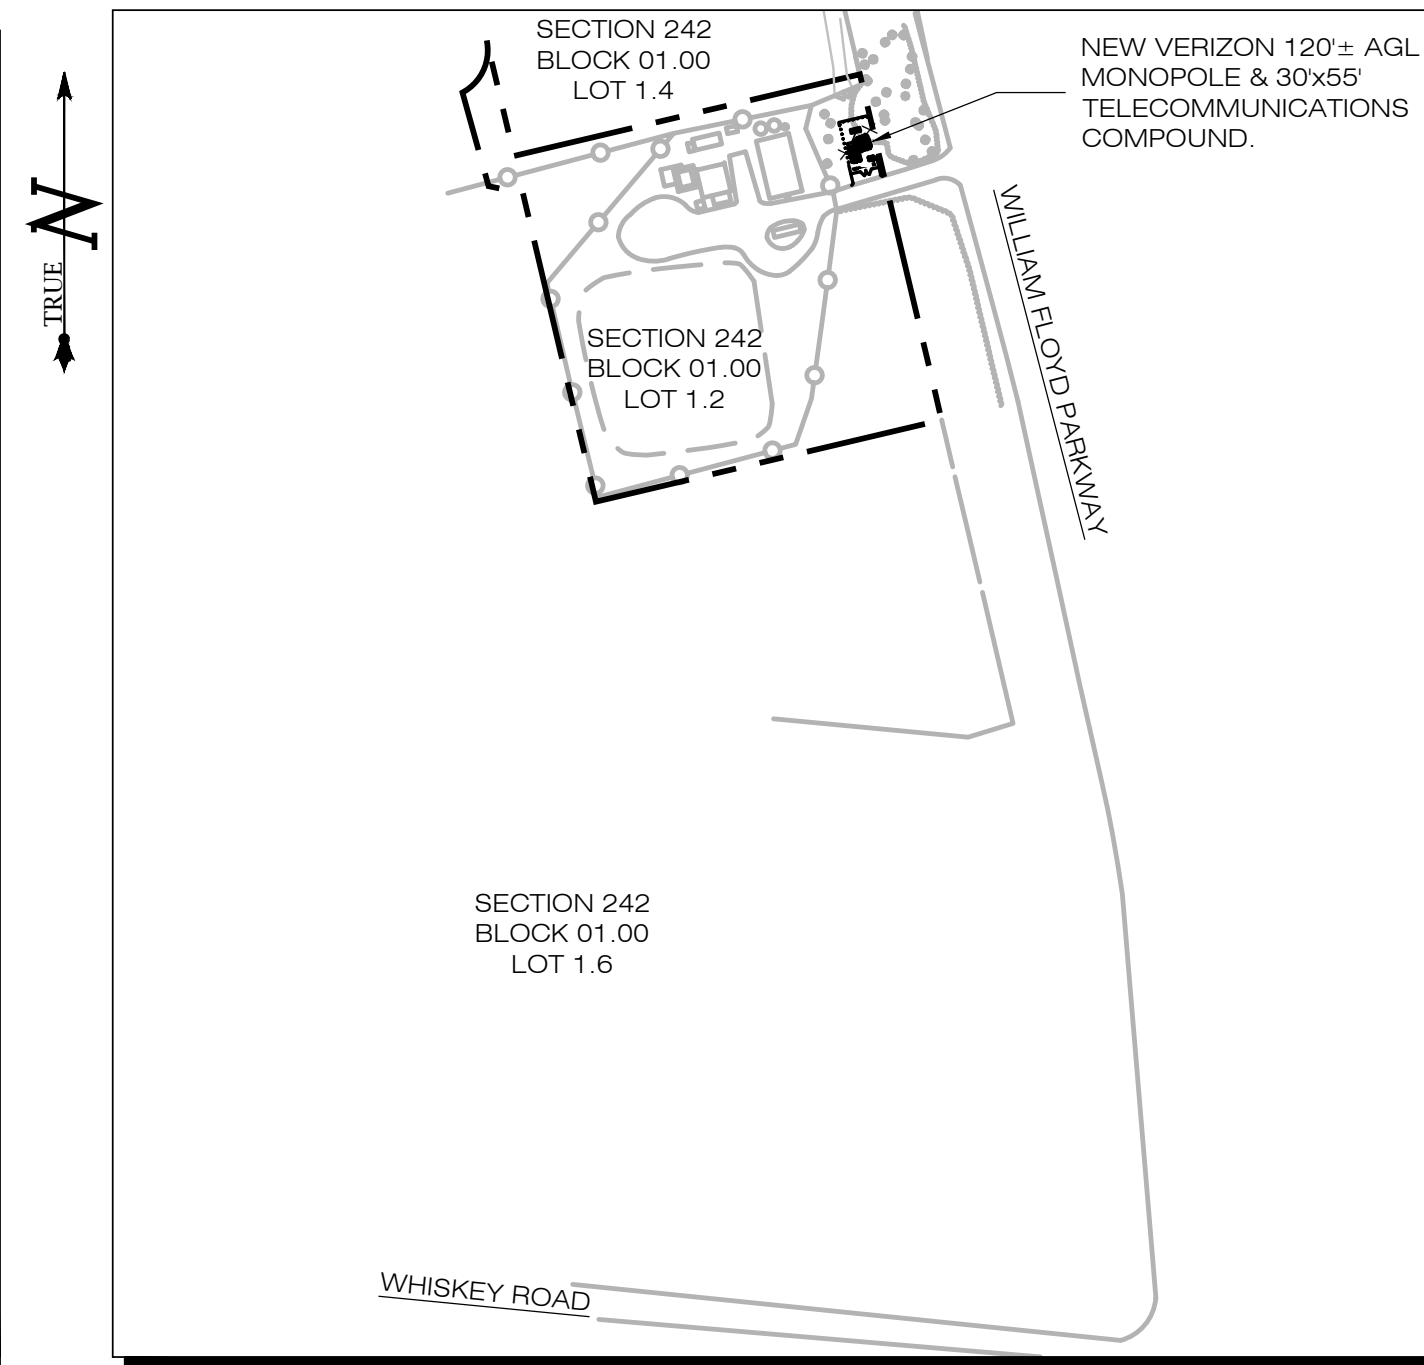 SECTION 242
BLOCK 01.00
LOT 1.4
NEW VERIZON 120'± AGL
MONOPOLE & 30'x55'
TELECOMMUNICATIONS
COMPOUND.
N
TRUE
WILLIAM FLOYD PARKWAY
SECTION 242
BLOCK 01.00
LOT 1.2
SECTION 242
BLOCK 01.00
LOT 1.6
WHISKEY ROAD